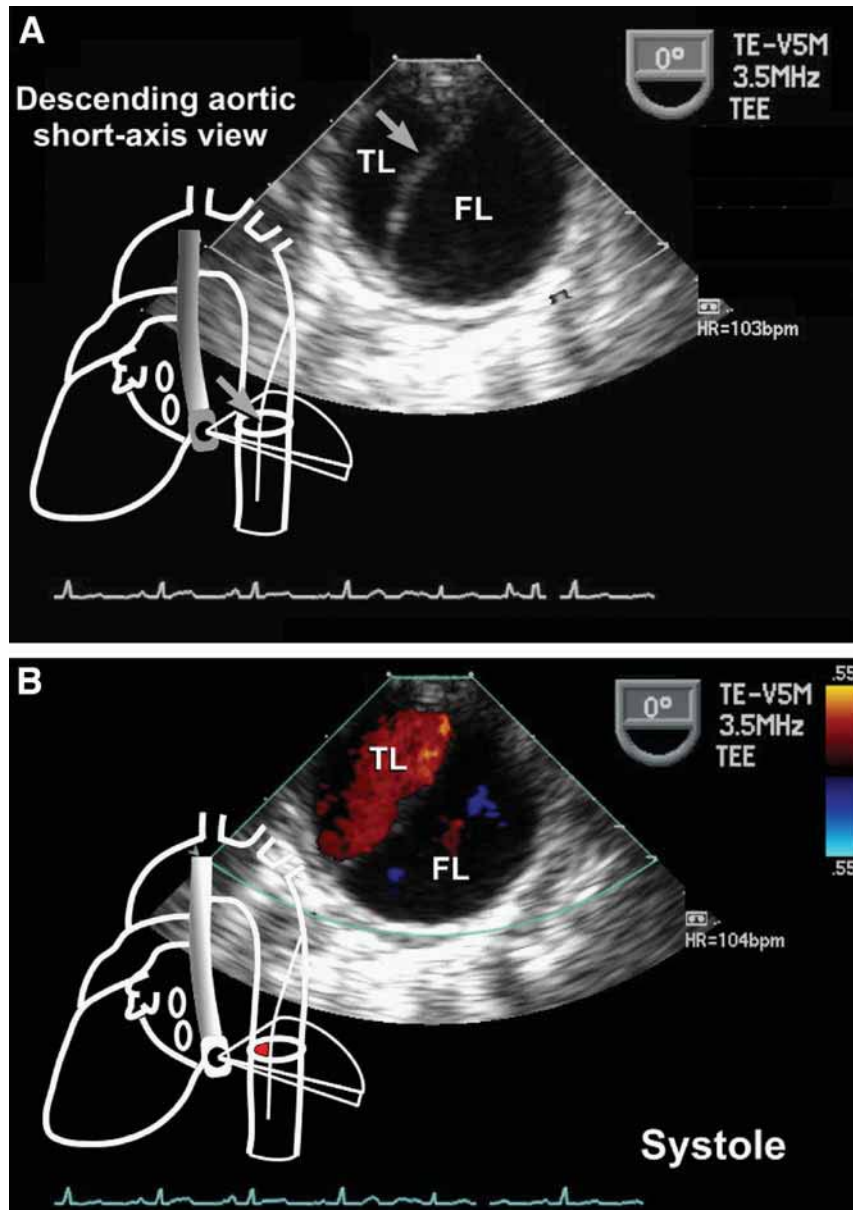 A
Descending aortic
short-axis view
0°
TE-V5M
3.5MHz
TEE
TL
FL
HR=103bpm
B
0°
TE-V5M
3.5MHz
TEE
.55
.55
TL
FL
HR=104bpm
Systole